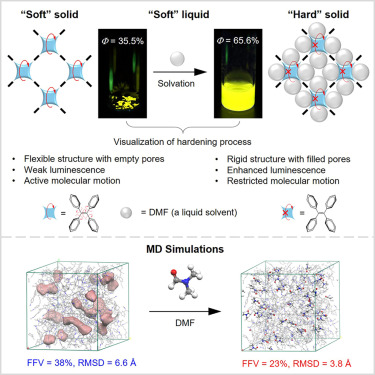 “Soft” solid
“Soft” liquid
“Hard” solid
Φ = 35.5%
Φ = 65.6%
Solvation
Visualization of hardening process
• Flexible structure with empty pores
• Weak luminescence
• Active molecular motion
• Rigid structure with filled pores
• Enhanced luminescence
• Restricted molecular motion
=
= DMF (a liquid solvent)
=
MD Simulations
DMF
FFV = 38%, RMSD = 6.6 Å
FFV = 23%, RMSD = 3.8 Å